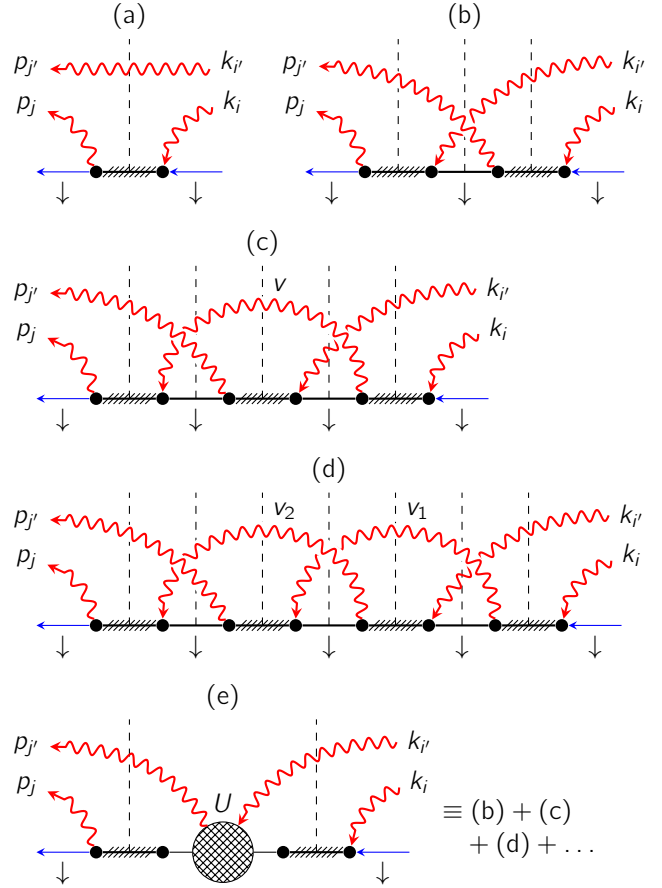 (a)
(b)
p_{j'} k_{i'} p_{j'} k_{i'}
p_j k_i p_j k_i
↓ ↓ ↓ ↓ ↓
(c)
p_{j'} v k_{i'}
p_j k_i
↓ ↓ ↓ ↓
(d)
p_{j'} v_2 v_1 k_{i'}
p_j k_i
↓ ↓ ↓ ↓ ↓
(e)
p_{j'} k_{i'}
p_j U k_i
≡ (b) + (c)
+ (d) + …
↓ ↓